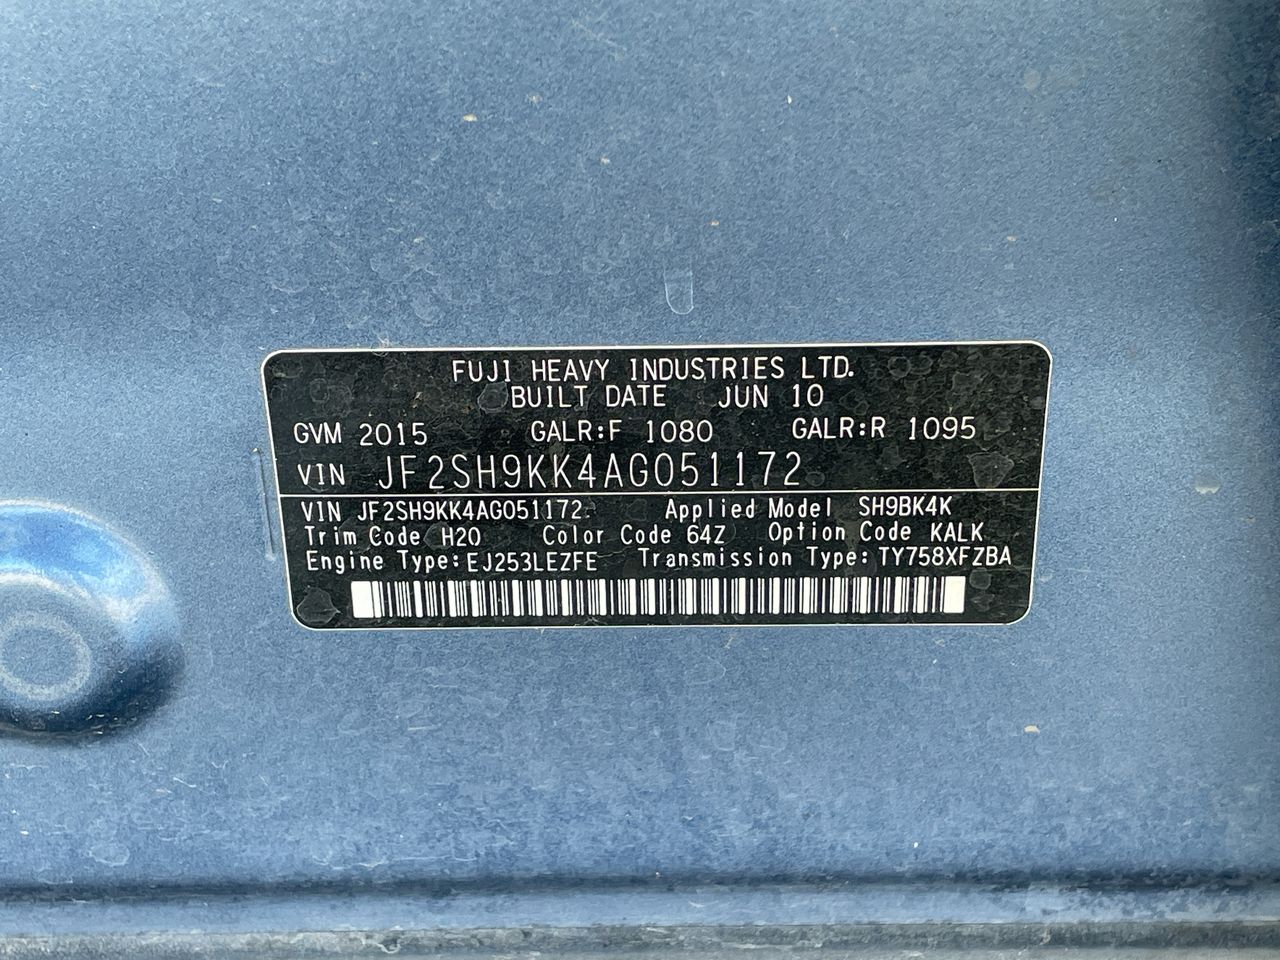 FUJI HEAVY INDUSTRIES LTD.
BUILT DATE JUN 10
GVM 2015 GALR:F 1080 GALR:R 1095
VIN JF2SH9KK4AG051172
VIN JF2SH9KK4AG051172 Applied Model SH9BK4K
Trim Code H20 Color Code 64Z Option Code KALK
Engine Type:EJ253LEZFE Transmission Type:TY758XFZBA